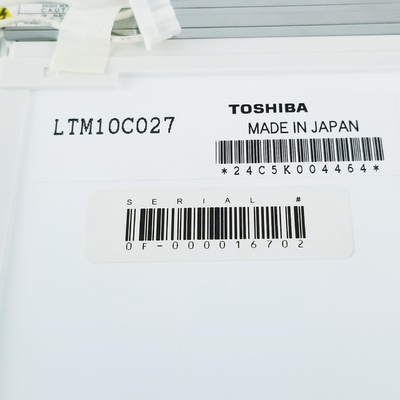 LTM10C027
TOSHIBA
MADE IN JAPAN
*24C5K004464*
SERIAL #
0F-000016702